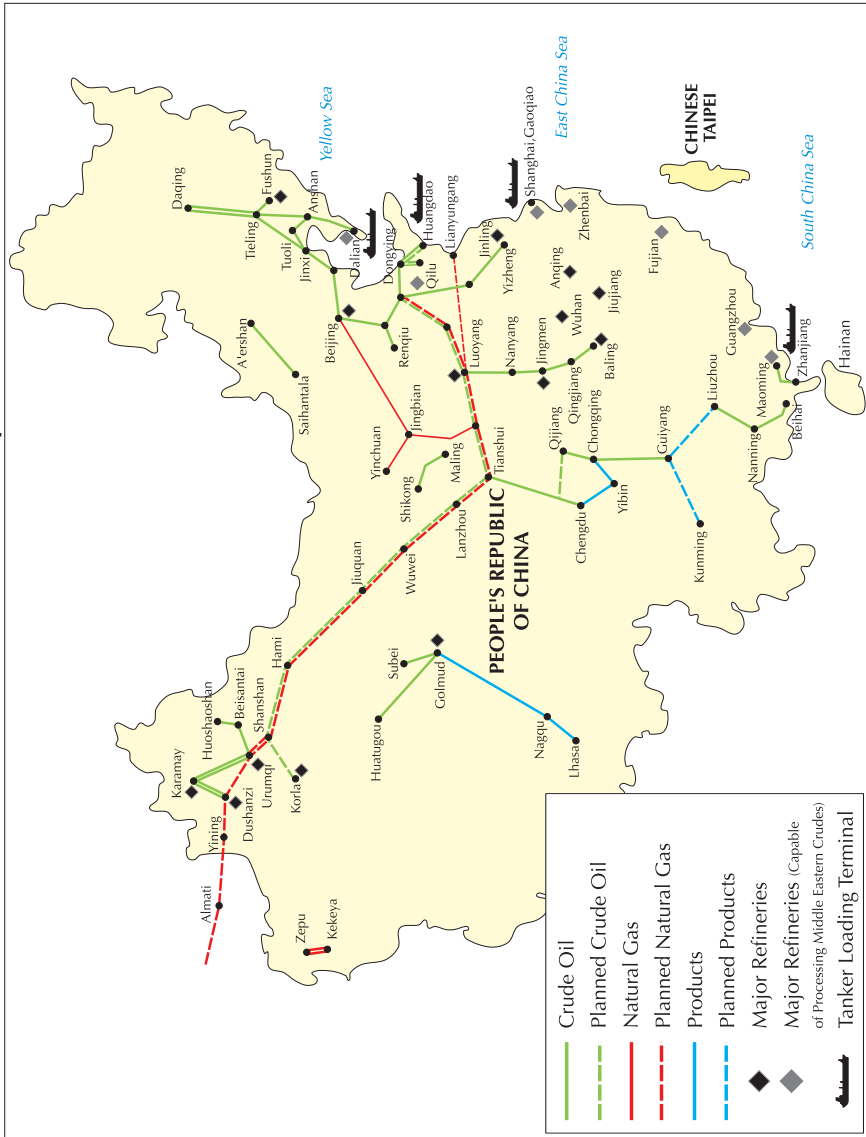 Daqing
Fushun
Tieling
Anshan
Tuoli
Jinxi
Dalian
Yellow Sea
A'ershan
Saihantala
Beijing
Renqiu
Dongying
Huangdao
Qilu
Lianyungang
Jinling
Yizheng
Shanghai, Gaoqiao
East China Sea
Zhenbai
Anqing
Wuhan
Jiujiang
Fujian
CHINESE
TAIPEI
South China Sea
Yinchuan
Jingbian
Maling
Shikong
Luoyang
Nanyang
Jingmen
Qingjiang
Baling
Tianshui
Lanzhou
Wuwei
Jiuquan
Hami
PEOPLE'S REPUBLIC
OF CHINA
Qijiang
Chongqing
Chengdu
Yibin
Guiyang
Kunming
Liuzhou
Nanning
Guangzhou
Maoming
Zhanjiang
Beihai
Hainan
Subei
Golmud
Huatugou
Nagqu
Lhasa
Huoshaoshan
Beisantai
Shanshan
Karamay
Dushanzi
Urumqi
Korla
Yining
Almati
Zepu
Kekeya
Crude Oil
Planned Crude Oil
Natural Gas
Planned Natural Gas
Products
Planned Products
Major Refineries
Major Refineries (Capable
of Processing Middle Eastern Crudes)
Tanker Loading Terminal